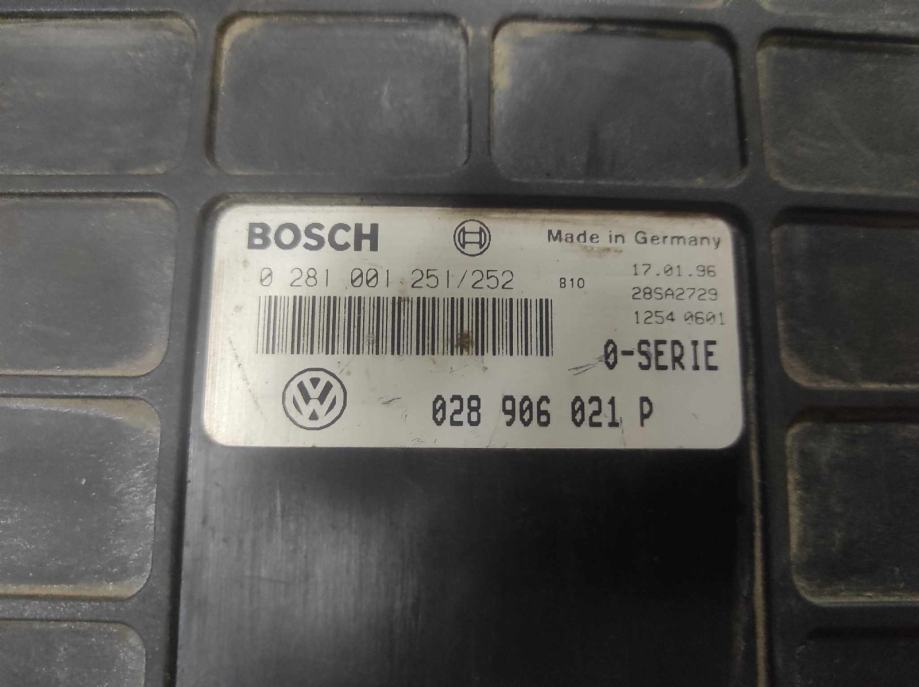 BOSCH Made in Germany
0 281 001 251/252 B10 17.01.96
28SA2729
1254 0601
0-SERIE
028 906 021 P